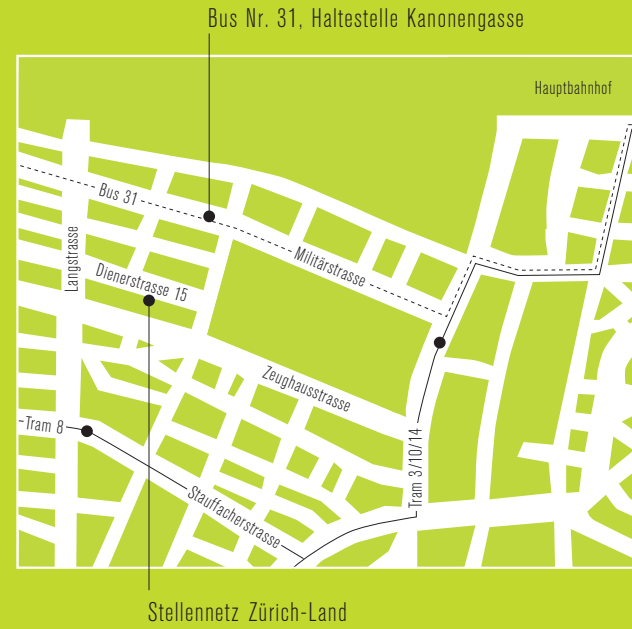 Bus Nr. 31, Haltestelle Kanonengasse
Hauptbahnhof
Bus 31
Langstrasse
Militärstrasse
Dienerstrasse 15
Zeughausstrasse
Tram 8
Tram 3/10/14
Stauffacherstrasse
Stellennetz Zürich-Land